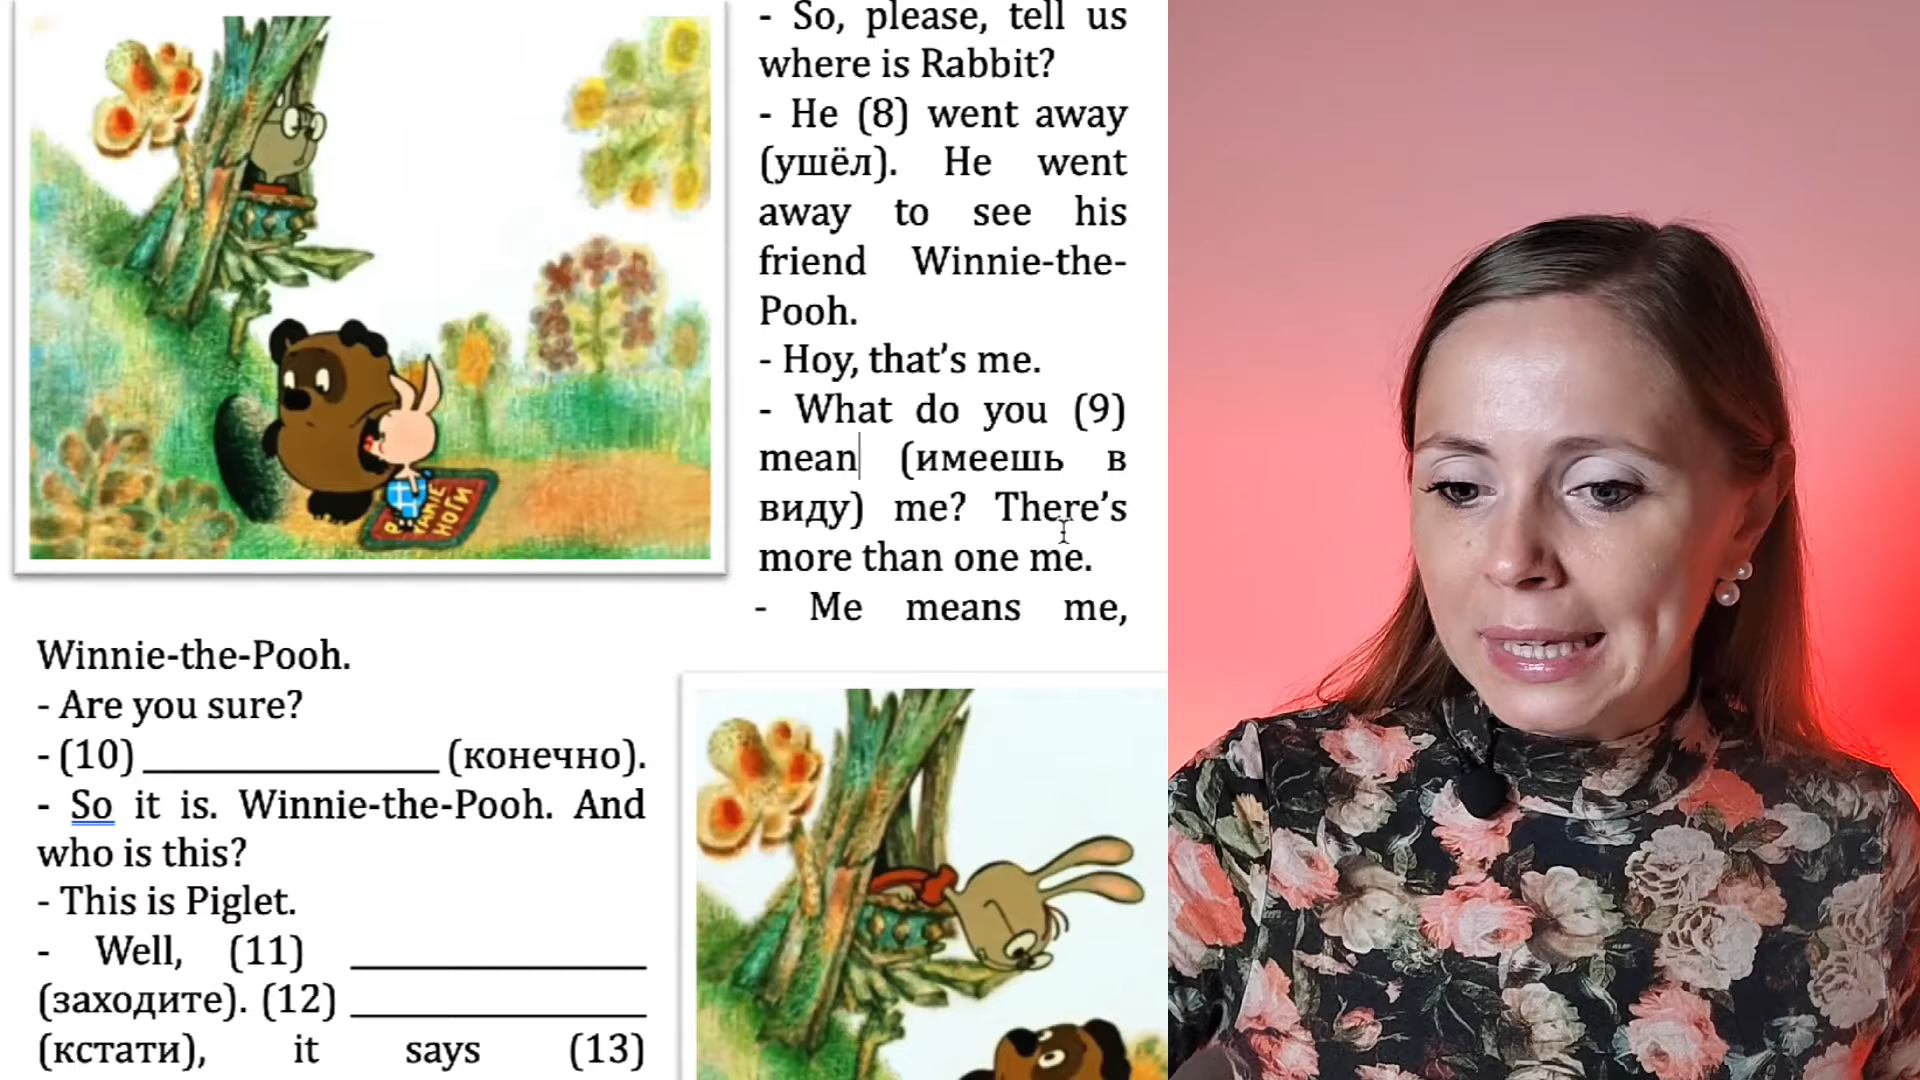 - So, please, tell us
where is Rabbit?
- He (8) went away
(ушёл). He went
away to see his
friend Winnie-the-
Pooh.
- Hoy, that’s me.
- What do you (9)
mean (имеешь в
виду) me? There’s
more than one me.
- Me means me,
Winnie-the-Pooh.
- Are you sure?
- (10) ______________ (конечно).
- So it is. Winnie-the-Pooh. And
who is this?
- This is Piglet.
- Well, (11) ______________
(заходите). (12) ______________
(кстати), it says (13)
НОГИ